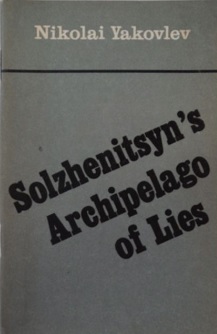 Nikolai Yakovlev
Solzhenitsyn's
Archipelago
of Lies